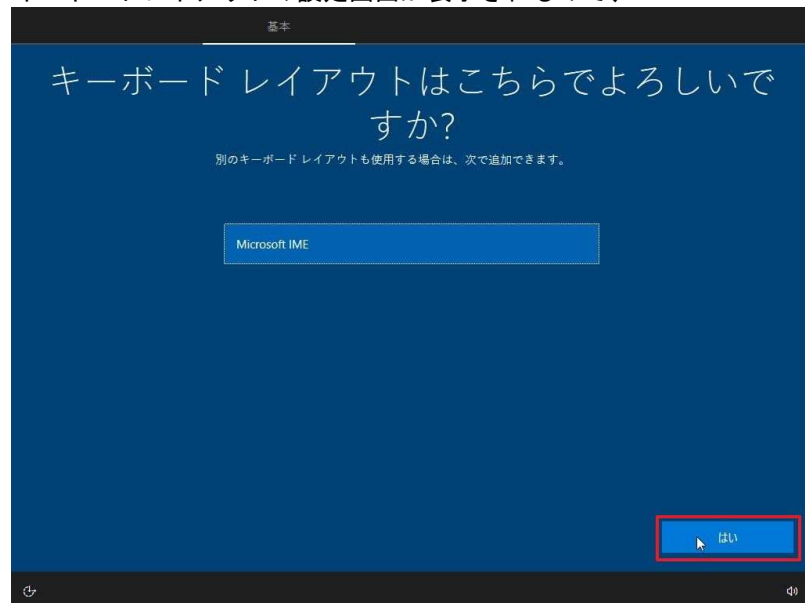 基本
キーボード レイアウトはこちらでよろしいで
すか?
別のキーボード レイアウトも使用する場合は、次で追加できます。
Microsoft IME
はい